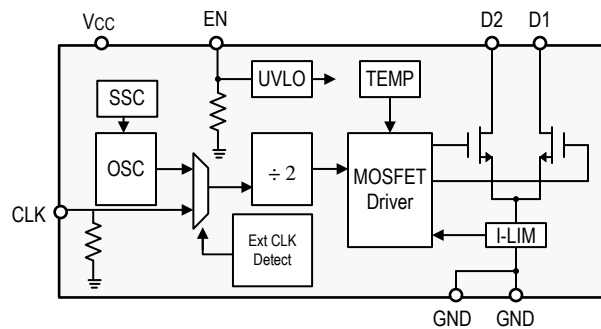 VCC
EN
D2
D1
SSC
UVLO
TEMP
OSC
÷ 2
MOSFET
Driver
CLK
Ext CLK
Detect
I-LIM
GND
GND